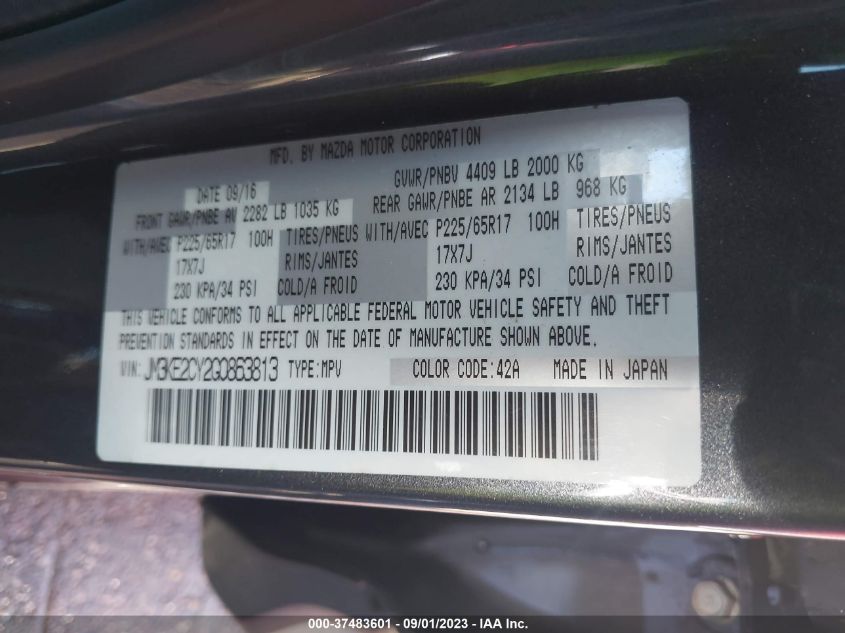 MFD. BY MAZDA MOTOR CORPORATION
DATE 09/16 GVWR/PNBV 4409 LB 2000 KG
FRONT GAWR/PNBE AV 2282 LB 1035 KG REAR GAWR/PNBE AR 2134 LB 968 KG
WITH/AVEC P225/65R17 100H TIRES/PNEUS WITH/AVEC P225/65R17 100H TIRES/PNEUS
17X7J RIMS/JANTES 17X7J RIMS/JANTES
230 KPA/34 PSI COLD/A FROID 230 KPA/34 PSI COLD/A FROID
THIS VEHICLE CONFORMS TO ALL APPLICABLE FEDERAL MOTOR VEHICLE SAFETY AND THEFT
PREVENTION STANDARDS IN EFFECT ON THE DATE OF MANUFACTURE SHOWN ABOVE.
VIN: JM3KE2CY2G0863813 TYPE:MPV COLOR CODE:42A MADE IN JAPAN
000-37483601 - 09/01/2023 - IAA Inc.